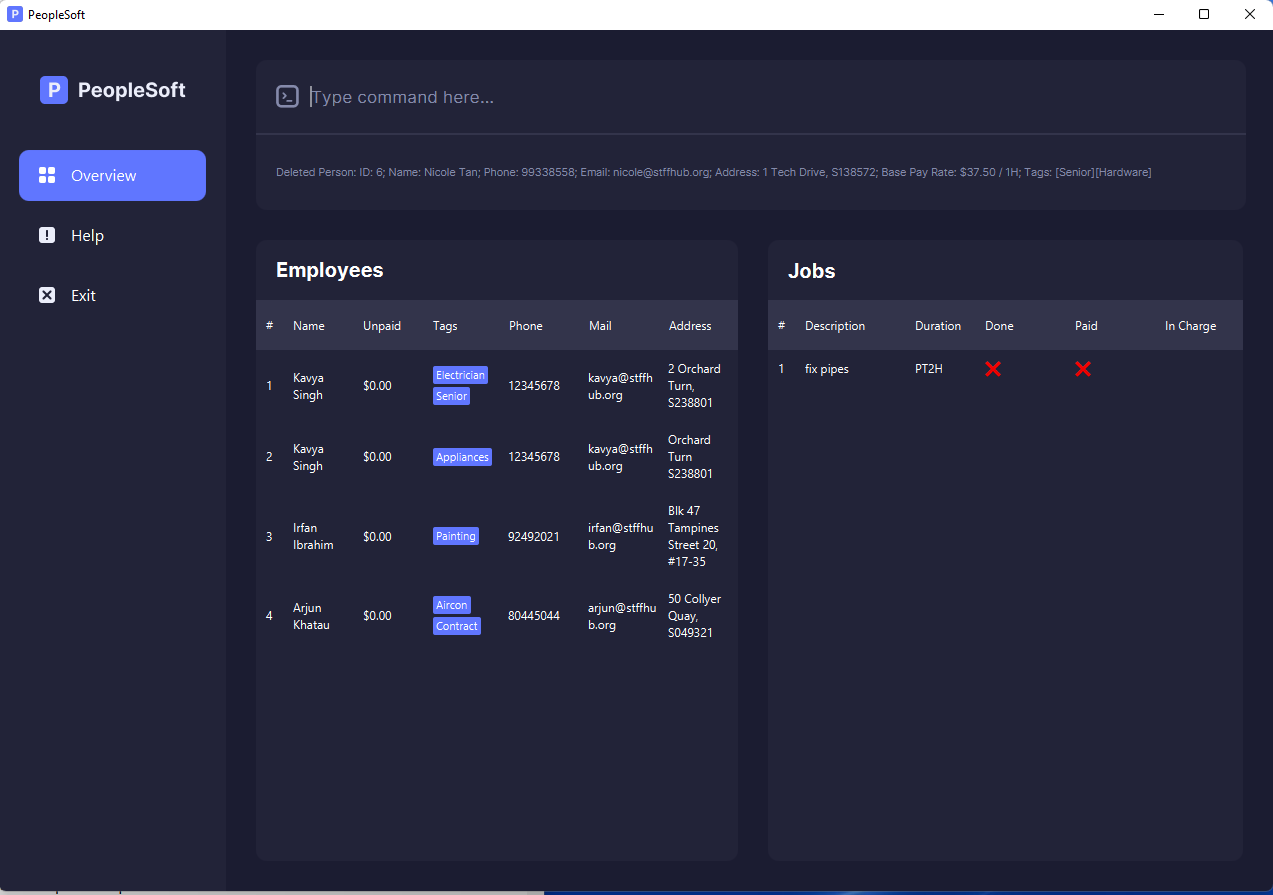 P PeopleSoft
P PeopleSoft
Overview
Help
Exit
Type command here...
Deleted Person: ID: 6; Name: Nicole Tan; Phone: 99338558; Email: nicole@stffhub.org; Address: 1 Tech Drive, S138572; Base Pay Rate: $37.50 / 1H; Tags: [Senior][Hardware]
Employees
# Name Unpaid Tags Phone Mail Address
1 Kavya Singh $0.00 Electrician Senior 12345678 kavya@stffhub.org 2 Orchard Turn, S238801
2 Kavya Singh $0.00 Appliances 12345678 kavya@stffhub.org Orchard Turn S238801
3 Irfan Ibrahim $0.00 Painting 92492021 irfan@stffhub.org Blk 47 Tampines Street 20, #17-35
4 Arjun Khatau $0.00 Aircon Contract 80445044 arjun@stffhub.org 50 Collyer Quay, S049321
Jobs
# Description Duration Done Paid In Charge
1 fix pipes PT2H